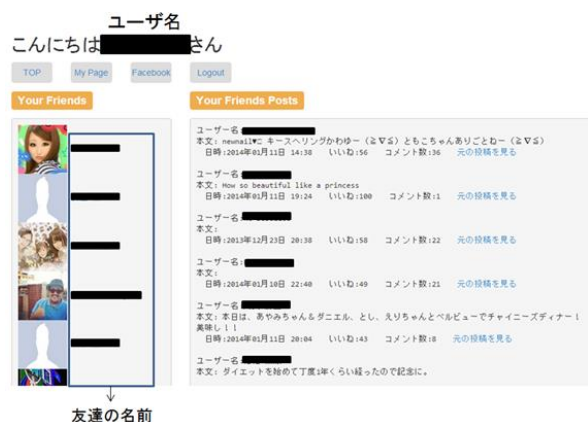 ユーザ名
こんにちは さん
TOP My Page Facebook Logout
Your Friends
Your Friends Posts
ユーザー名:
本文: newnail♥□ キースヘリングかわゆー（≧∇≦）ともこちゃんありごとねー（≧∇≦）
日時:2014年01月11日 14:38 いいね:56 コメント数:36 元の投稿を見る
ユーザー名:
本文: How so beautiful like a princess
日時:2014年01月11日 19:24 いいね:100 コメント数:1 元の投稿を見る
ユーザー名:
本文:
日時:2013年12月23日 20:38 いいね:58 コメント数:22 元の投稿を見る
ユーザー名:
本文:
日時:2014年01月10日 22:40 いいね:49 コメント数:21 元の投稿を見る
ユーザー名:
本文: 本日は、あやみちゃん＆ダニエル、とし、えりちゃんとベルビューでチャイニーズディナー！
美味し！！
日時:2014年01月11日 20:04 いいね:43 コメント数:8 元の投稿を見る
ユーザー名:
本文: ダイエットを始めて丁度1年くらい経ったので記念に。
友達の名前